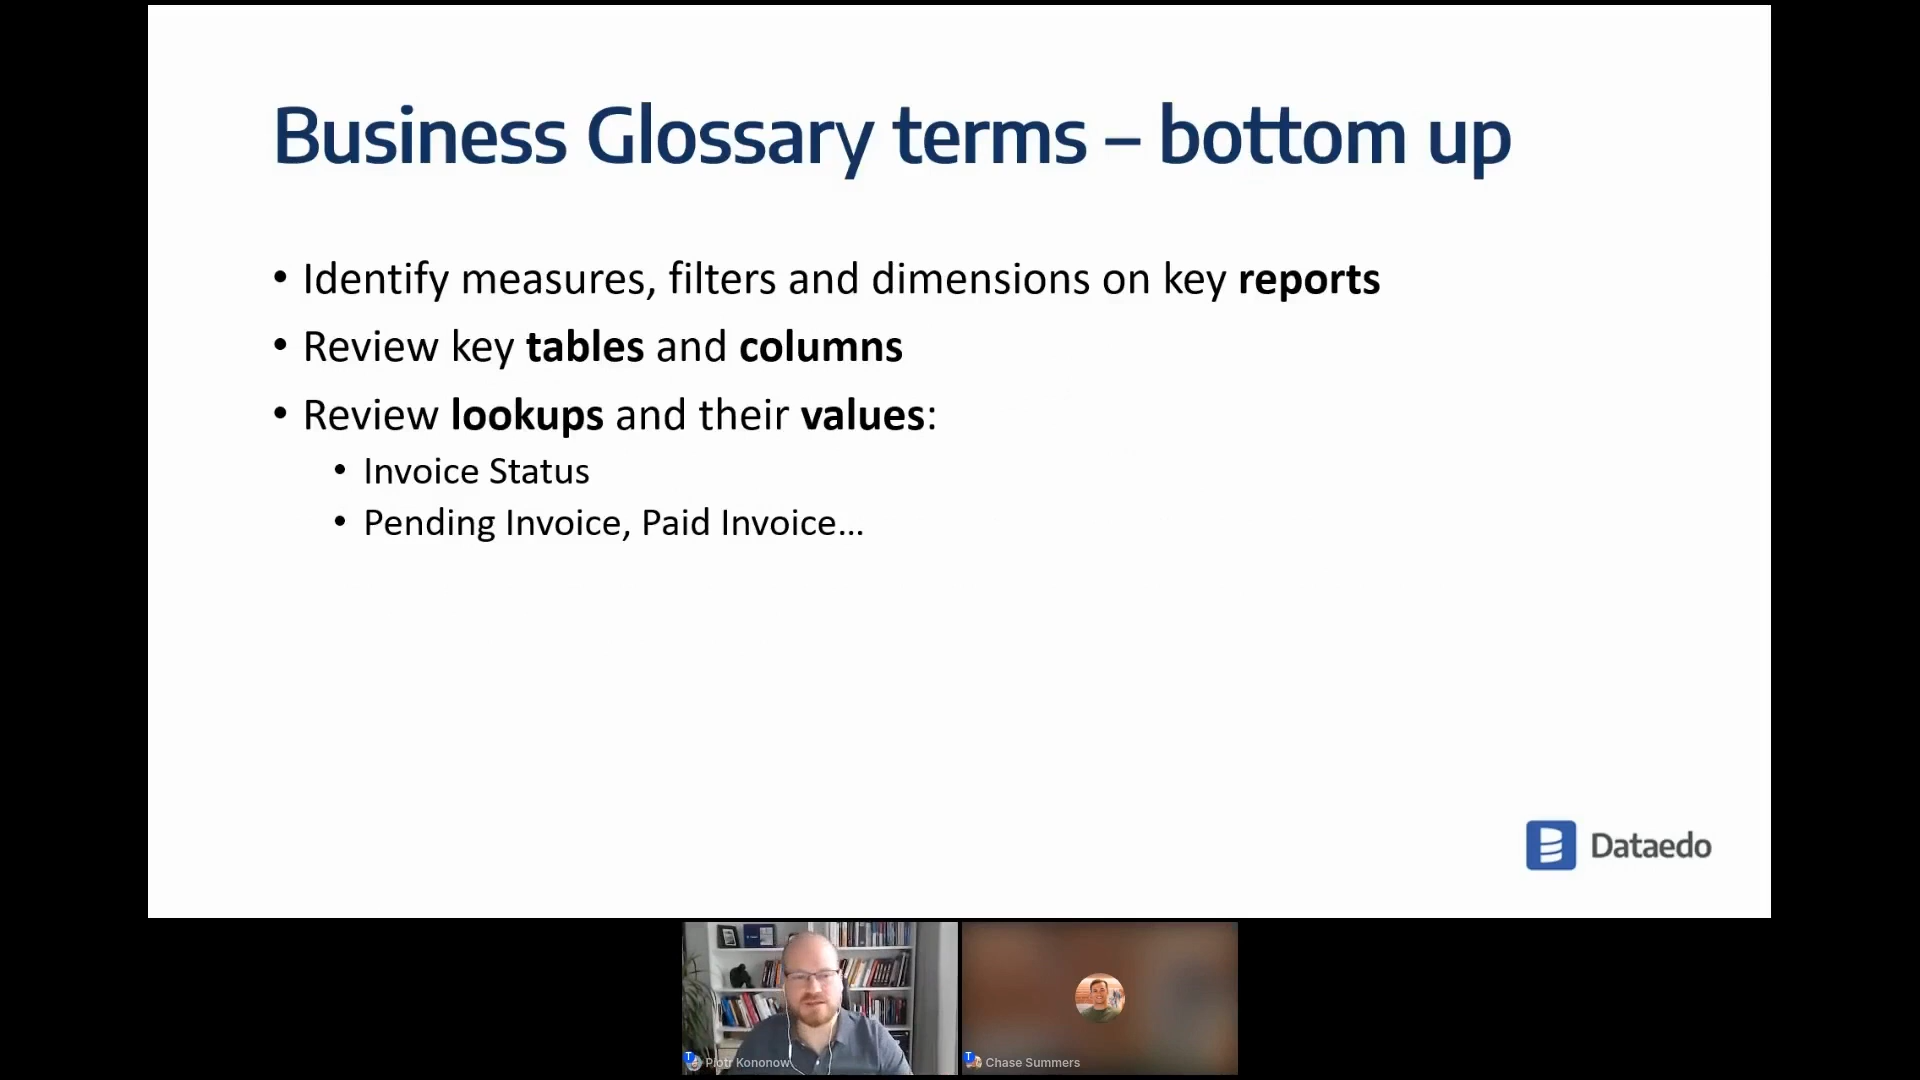 Business Glossary terms – bottom up
• Identify measures, filters and dimensions on key reports
• Review key tables and columns
• Review lookups and their values:
• Invoice Status
• Pending Invoice, Paid Invoice…
Dataedo
T Piotr Kononow
T Chase Summers